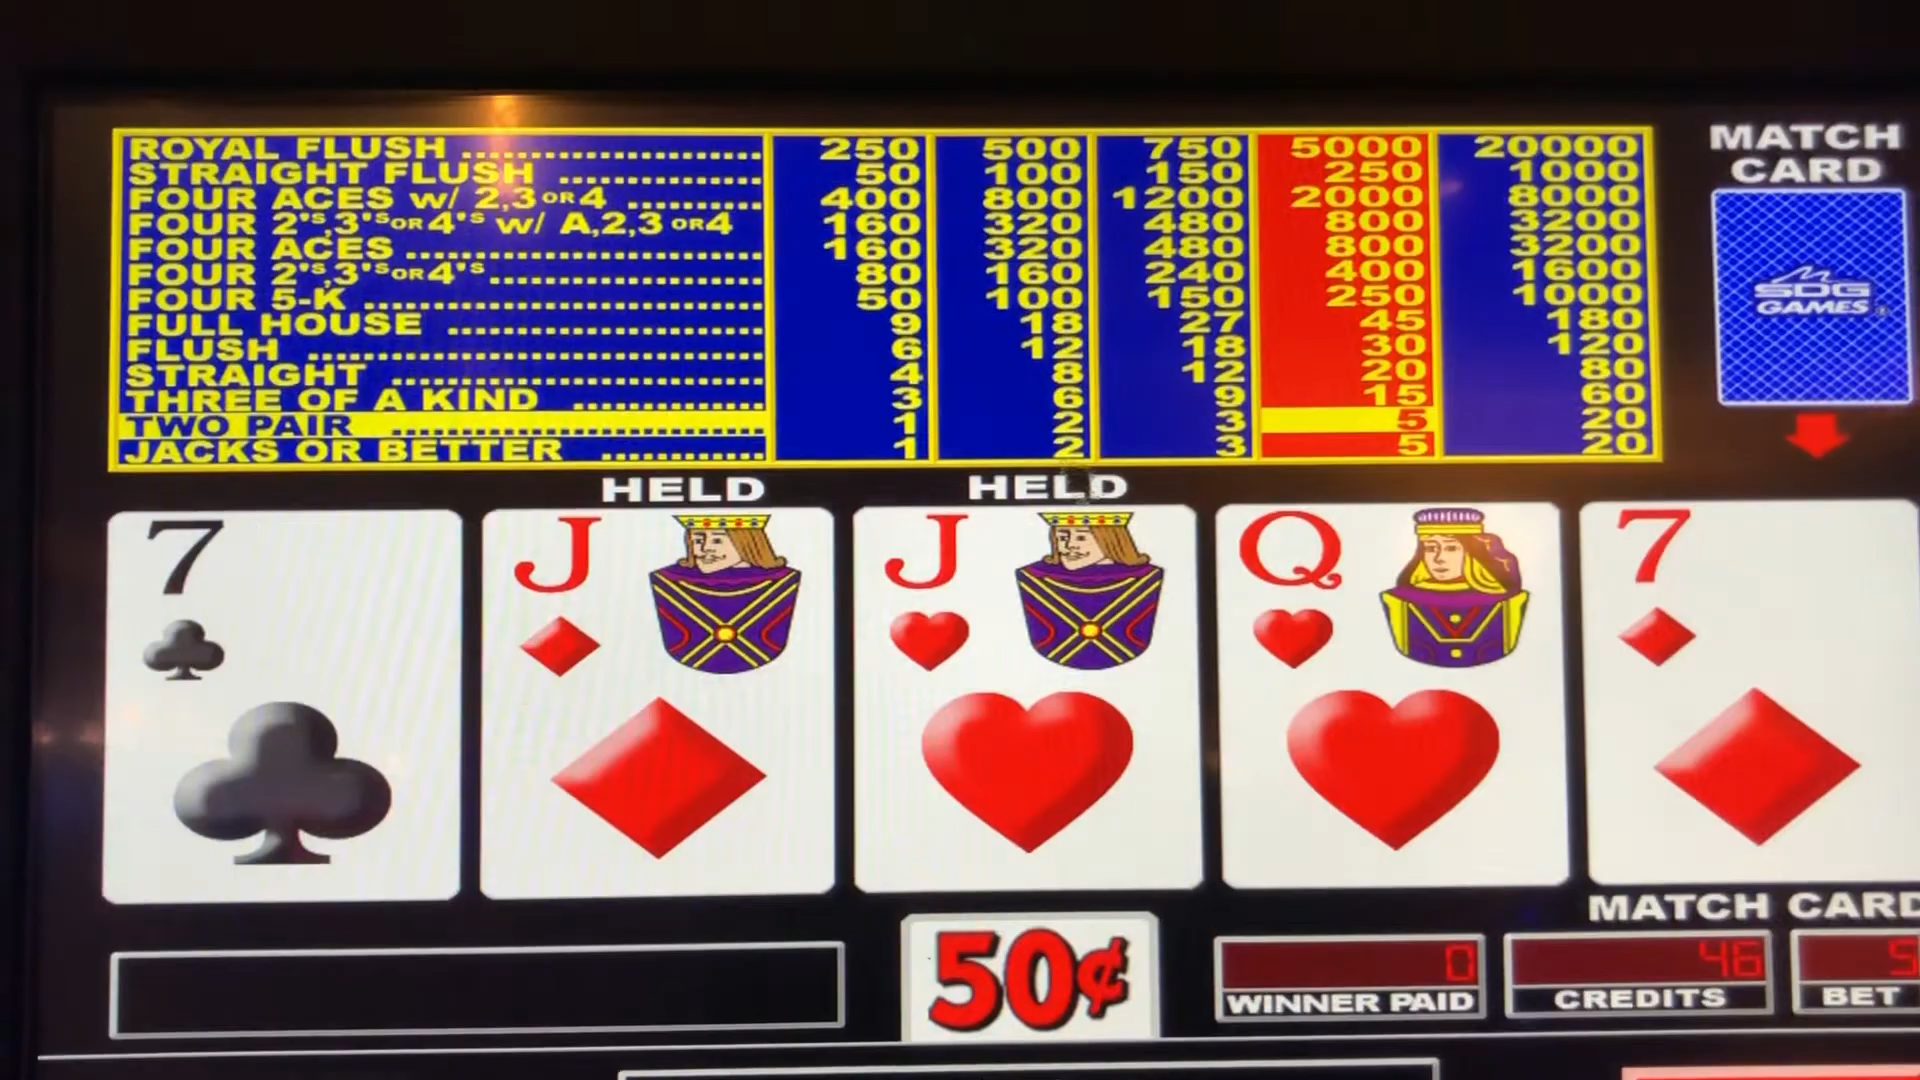 ROYAL FLUSH 250 500 750 5000 20000
STRAIGHT FLUSH 50 100 150 250 1000
FOUR ACES w/ 2,3 OR 4 400 800 1200 2000 8000
FOUR 2's,3's OR 4's w/ A,2,3 OR 4 160 320 480 800 3200
FOUR ACES 160 320 480 800 3200
FOUR 2's,3's OR 4's 80 160 240 400 1600
FOUR 5-K 50 100 150 250 1000
FULL HOUSE 9 18 27 45 180
FLUSH 6 12 18 30 120
STRAIGHT 4 8 12 20 80
THREE OF A KIND 3 6 9 15 60
TWO PAIR 1 2 3 5 20
JACKS OR BETTER 1 2 3 5 20
MATCH
CARD
SDG
GAMES
HELD HELD
7 J J Q 7
MATCH CARD
50¢
0 46 5
WINNER PAID CREDITS BET